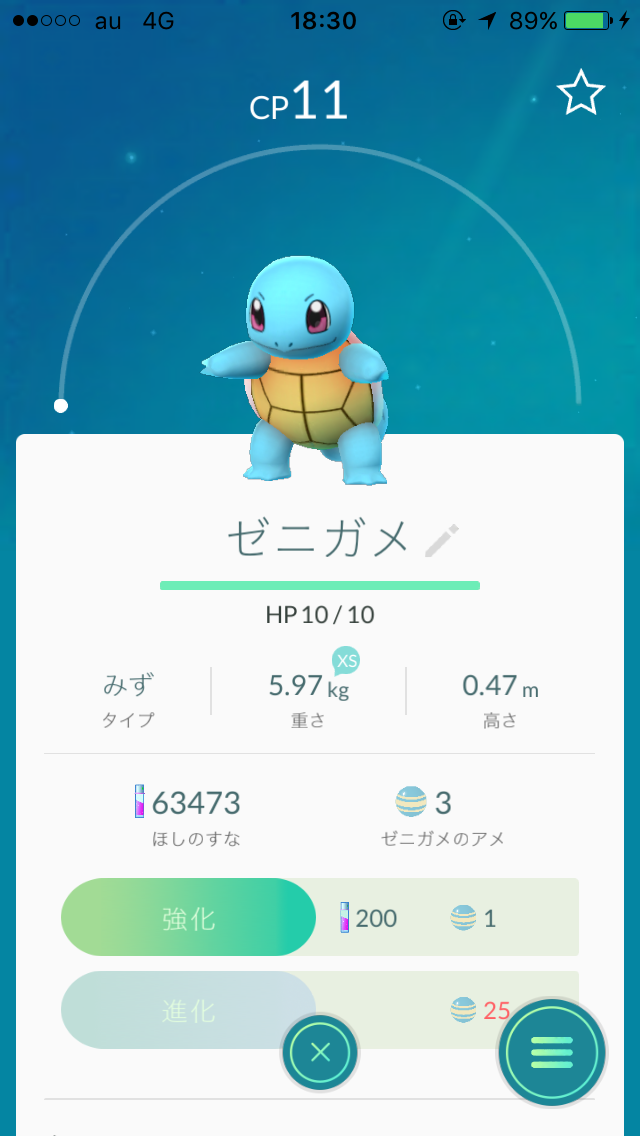 au 4G 18:30 89%
CP11
ゼニガメ
HP 10 / 10
XS
みず 5.97 kg 0.47 m
タイプ 重さ 高さ
63473 3
ほしのすな ゼニガメのアメ
強化 200 1
進化 25